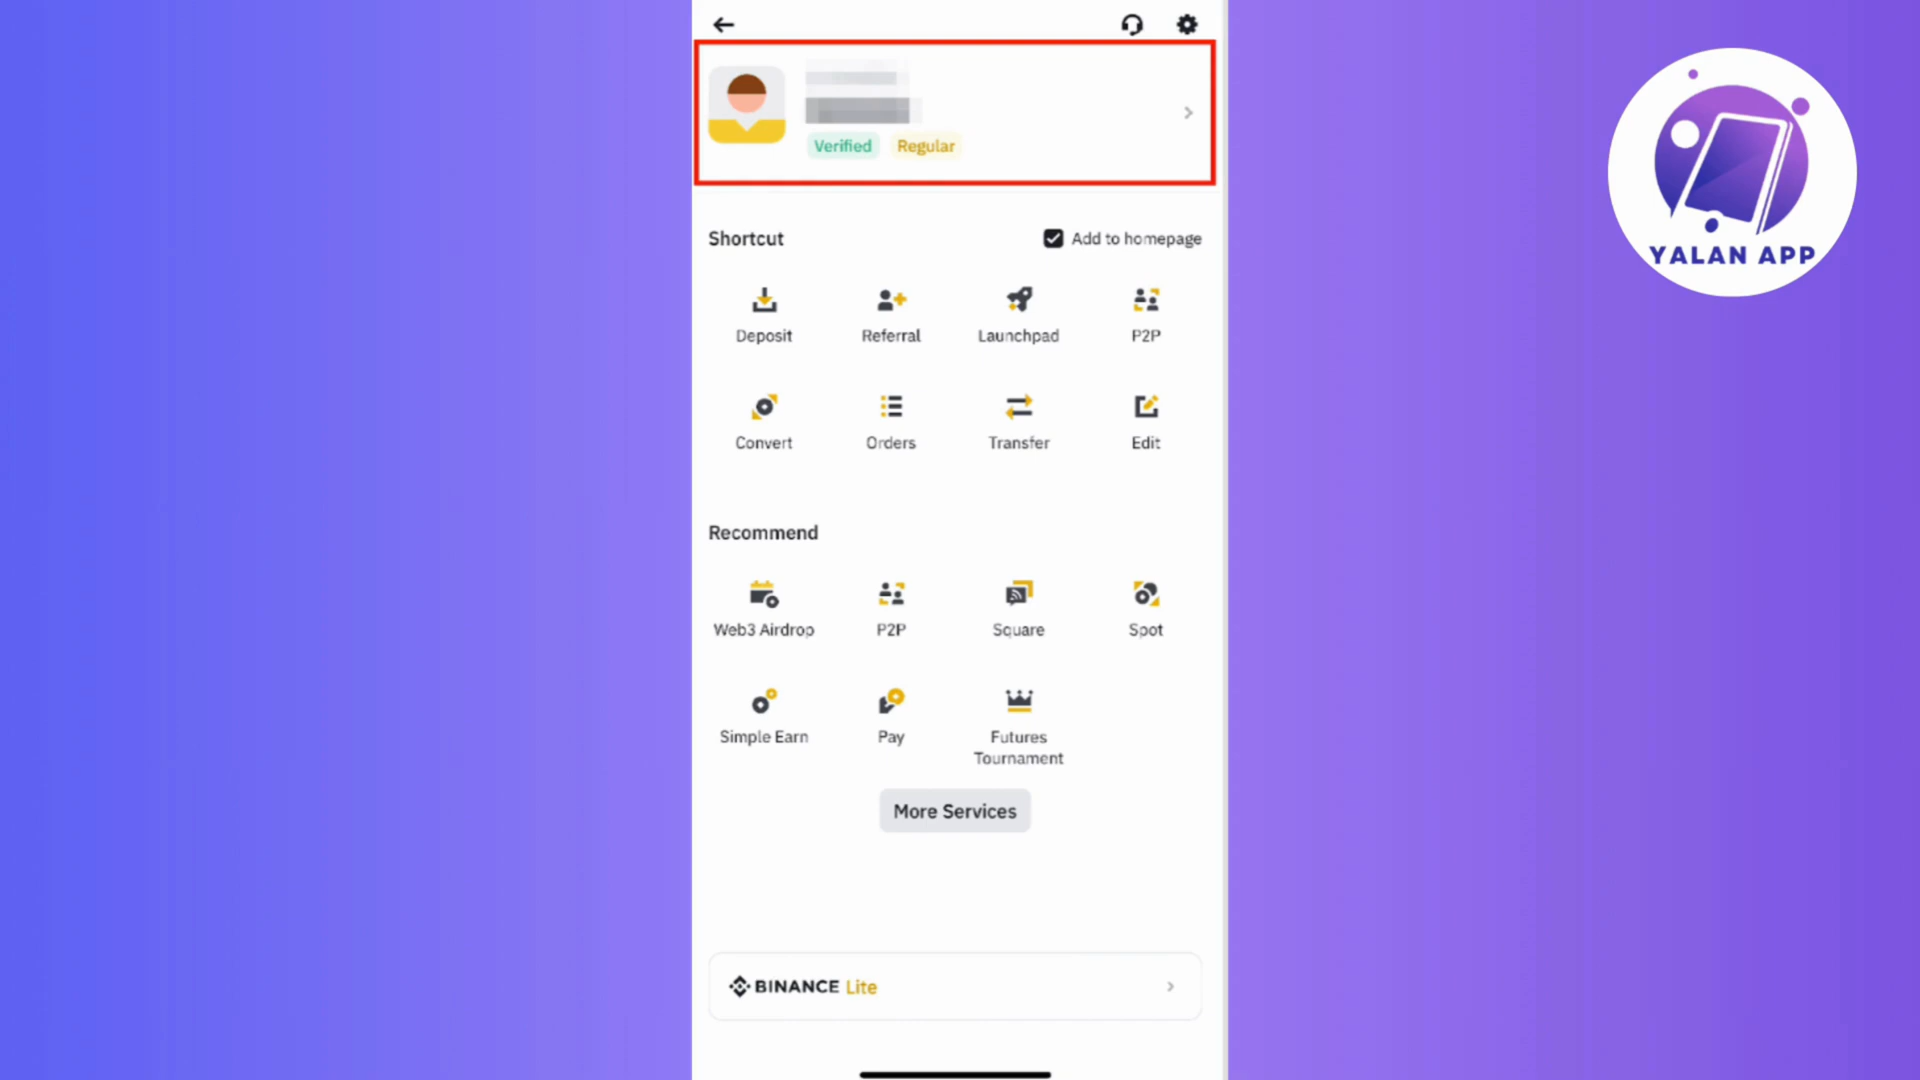 Verified Regular
Shortcut
Add to homepage
Deposit Referral Launchpad P2P
Convert Orders Transfer Edit
Recommend
Web3 Airdrop P2P Square Spot
Simple Earn Pay Futures
Tournament
More Services
BINANCE Lite
YALAN APP